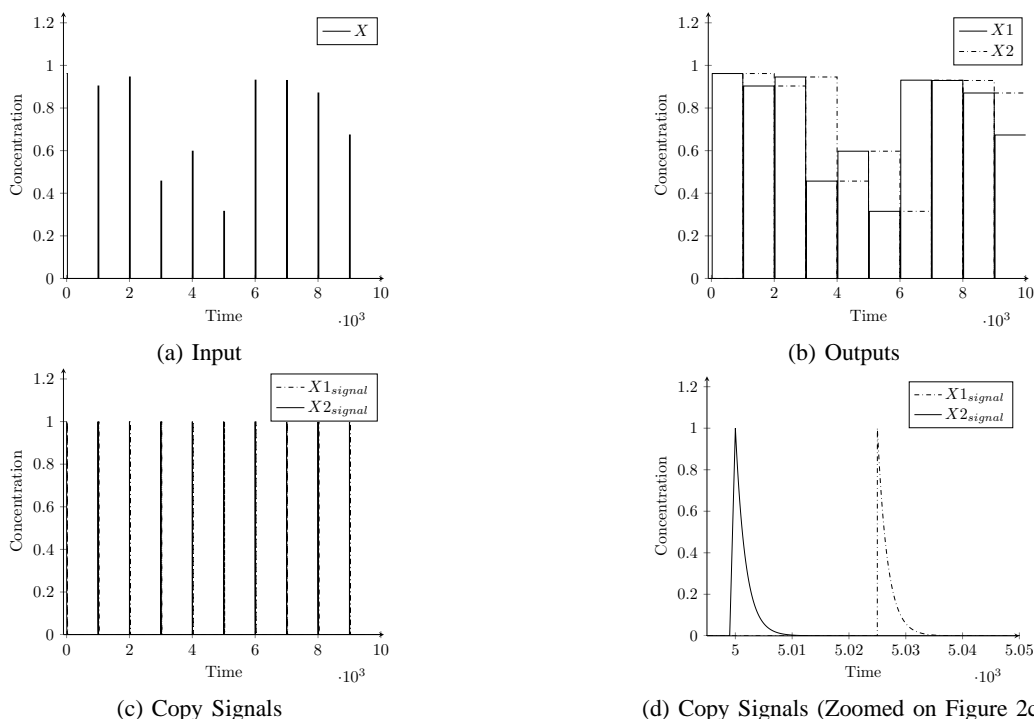 1.2
1
0.8
0.6
0.4
0.2
0
Concentration
X
0 2 4 6 8 10
Time
·10³
(a) Input
1.2
1
0.8
0.6
0.4
0.2
0
Concentration
X1
X2
0 2 4 6 8 10
Time
·10³
(b) Outputs
1.2
1
0.8
0.6
0.4
0.2
0
Concentration
X1signal
X2signal
0 2 4 6 8 10
Time
·10³
(c) Copy Signals
1.2
1
0.8
0.6
0.4
0.2
0
Concentration
X1signal
X2signal
5 5.01 5.02 5.03 5.04 5.05
Time
·10³
(d) Copy Signals (Zoomed on Figure 2c